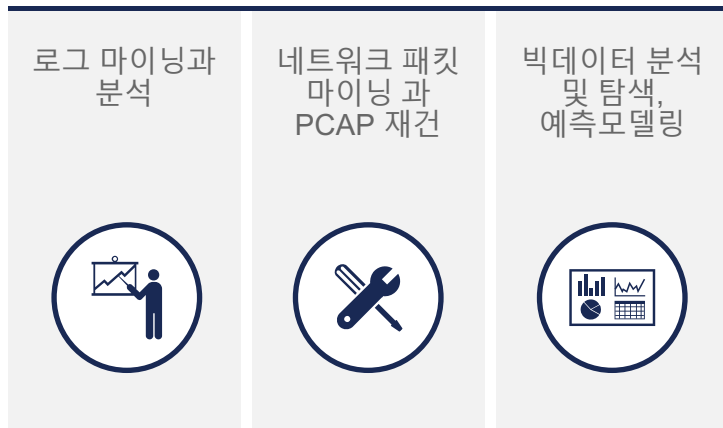 로그 마이닝과
분석
네트워크 패킷
마이닝 과
PCAP 재건
빅데이터 분석
및 탐색,
예측모델링